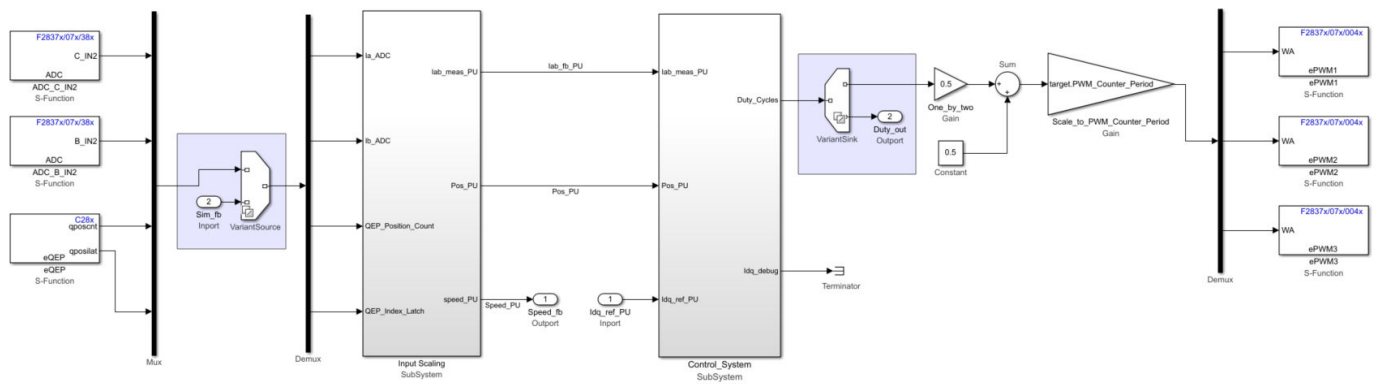 F2837x/07x/38x
C_IN2
ADC
ADC_C_IN2
S-Function
F2837x/07x/38x
B_IN2
ADC
ADC_B_IN2
S-Function
C28x
qposcnt
qposilat
eQEP
eQEP
S-Function
Mux
2
Sim_fb
Inport
VariantSource
Demux
Ia_ADC
Ib_ADC
QEP_Position_Count
QEP_Index_Latch
Iab_meas_PU
Pos_PU
speed_PU
Input Scaling
SubSystem
Iab_fb_PU
Pos_PU
Speed_PU
1
Speed_fb
Outport
1
Idq_ref_PU
Inport
Iab_meas_PU
Pos_PU
Idq_ref_PU
Duty_Cycles
Idq_debug
Control_System
SubSystem
Terminator
VariantSink
2
Duty_out
Outport
0.5
One_by_two
Gain
0.5
Constant
Sum
+
+
target.PWM_Counter_Period
Scale_to_PWM_Counter_Period
Gain
Demux
F2837x/07x/004x
WA
ePWM1
ePWM1
S-Function
F2837x/07x/004x
WA
ePWM2
ePWM2
S-Function
F2837x/07x/004x
WA
ePWM3
ePWM3
S-Function